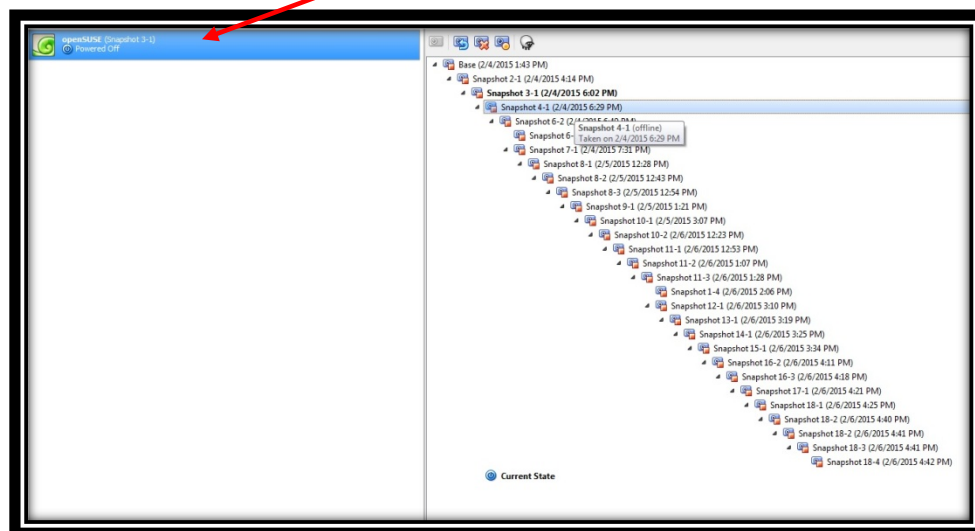 openSUSE (Snapshot 3-1)
Powered Off
Base (2/4/2015 1:43 PM)
Snapshot 2-1 (2/4/2015 4:14 PM)
Snapshot 3-1 (2/4/2015 6:02 PM)
Snapshot 4-1 (2/4/2015 6:29 PM)
Snapshot 6-2 (2/4/2015 6:49 PM)
Snapshot 4-1 (offline)
Snapshot 6-
Taken on 2/4/2015 6:29 PM
Snapshot 7-1 (2/4/2015 7:31 PM)
Snapshot 8-1 (2/5/2015 12:28 PM)
Snapshot 8-2 (2/5/2015 12:43 PM)
Snapshot 8-3 (2/5/2015 12:54 PM)
Snapshot 9-1 (2/5/2015 1:21 PM)
Snapshot 10-1 (2/5/2015 3:07 PM)
Snapshot 10-2 (2/6/2015 12:23 PM)
Snapshot 11-1 (2/6/2015 12:53 PM)
Snapshot 11-2 (2/6/2015 1:07 PM)
Snapshot 11-3 (2/6/2015 1:28 PM)
Snapshot 1-4 (2/6/2015 2:06 PM)
Snapshot 12-1 (2/6/2015 3:10 PM)
Snapshot 13-1 (2/6/2015 3:19 PM)
Snapshot 14-1 (2/6/2015 3:25 PM)
Snapshot 15-1 (2/6/2015 3:34 PM)
Snapshot 16-2 (2/6/2015 4:11 PM)
Snapshot 16-3 (2/6/2015 4:18 PM)
Snapshot 17-1 (2/6/2015 4:21 PM)
Snapshot 18-1 (2/6/2015 4:25 PM)
Snapshot 18-2 (2/6/2015 4:40 PM)
Snapshot 18-2 (2/6/2015 4:41 PM)
Snapshot 18-3 (2/6/2015 4:41 PM)
Snapshot 18-4 (2/6/2015 4:42 PM)
Current State